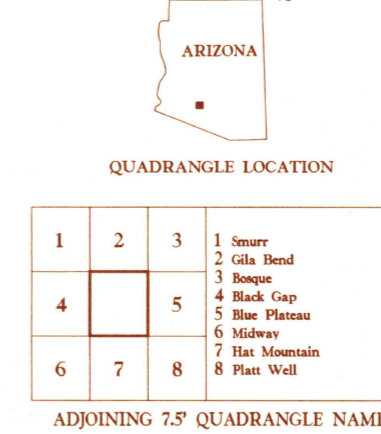 ARIZONA
QUADRANGLE LOCATION
1 2 3
4 5
6 7 8
1 Smurr
2 Gila Bend
3 Bosque
4 Black Gap
5 Blue Plateau
6 Midway
7 Hat Mountain
8 Platt Well
ADJOINING 7.5' QUADRANGLE